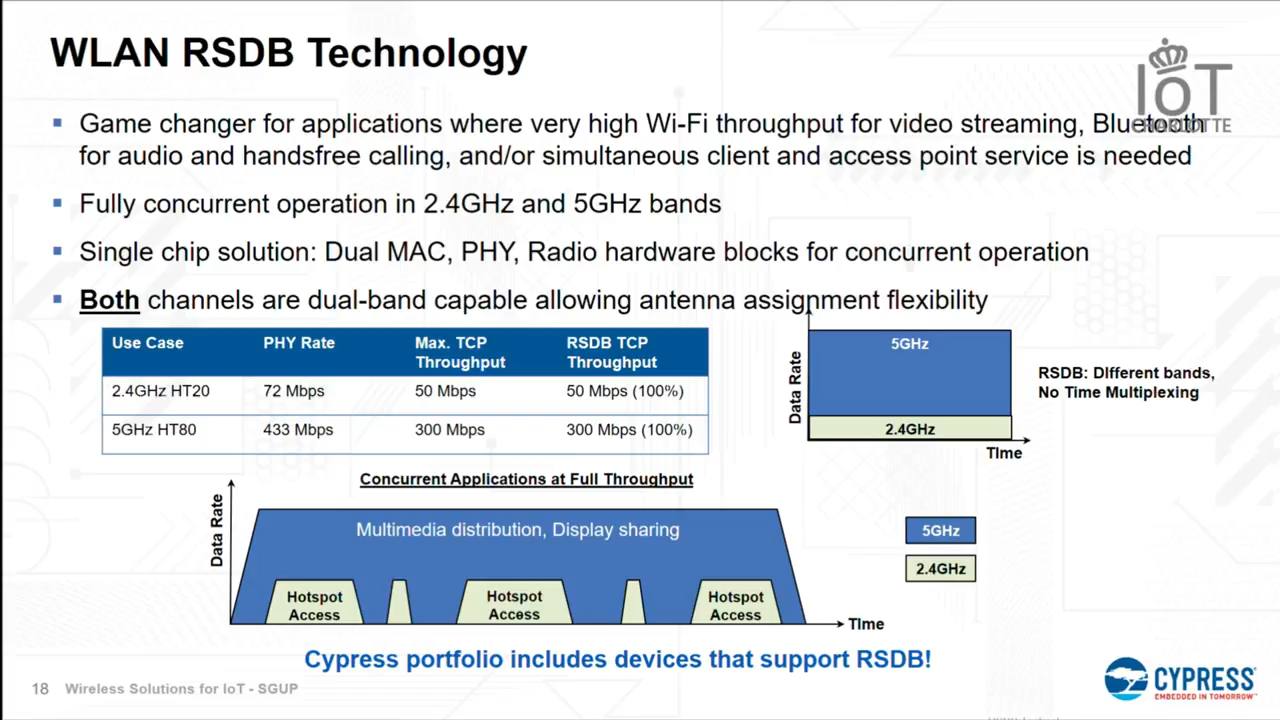 WLAN RSDB Technology
IoT
CHARLOTTE
▪ Game changer for applications where very high Wi-Fi throughput for video streaming, Bluetooth
for audio and handsfree calling, and/or simultaneous client and access point service is needed
▪ Fully concurrent operation in 2.4GHz and 5GHz bands
▪ Single chip solution: Dual MAC, PHY, Radio hardware blocks for concurrent operation
▪ Both channels are dual-band capable allowing antenna assignment flexibility
Use Case PHY Rate Max. TCP Throughput RSDB TCP Throughput
2.4GHz HT20 72 Mbps 50 Mbps 50 Mbps (100%)
5GHz HT80 433 Mbps 300 Mbps 300 Mbps (100%)
Data Rate
5GHz
2.4GHz
TIme
RSDB: DIfferent bands,
No Time Multiplexing
Concurrent Applications at Full Throughput
Data Rate
Multimedia distribution, Display sharing
Hotspot
Access
Hotspot
Access
Hotspot
Access
TIme
5GHz
2.4GHz
Cypress portfolio includes devices that support RSDB!
18 Wireless Solutions for IoT - SGUP
CYPRESS
EMBEDDED IN TOMORROW™